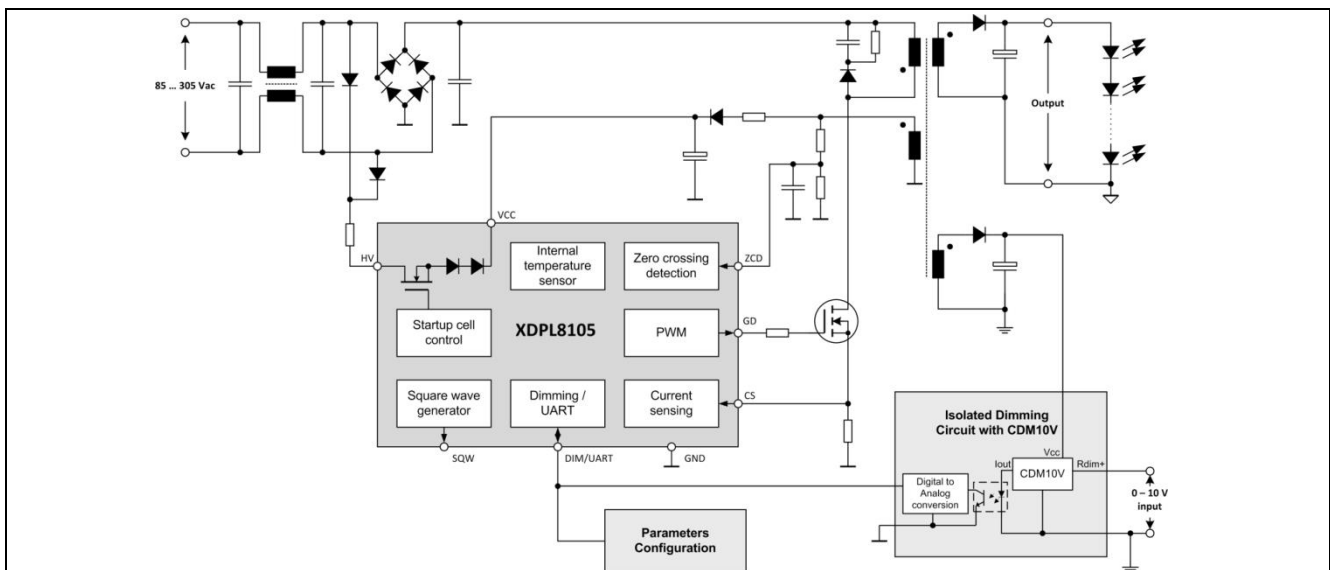 85 ... 305 Vac
Output
VCC
HV
Internal
temperature
sensor
Zero crossing
detection
ZCD
Startup cell
control
XDPL8105
PWM
GD
Square wave
generator
Dimming /
UART
Current
sensing
CS
SQW
DIM/UART
GND
Isolated Dimming
Circuit with CDM10V
Vcc
Iout
CDM10V
Rdim+
Digital to
Analog
conversion
0 – 10 V
input
Parameters
Configuration